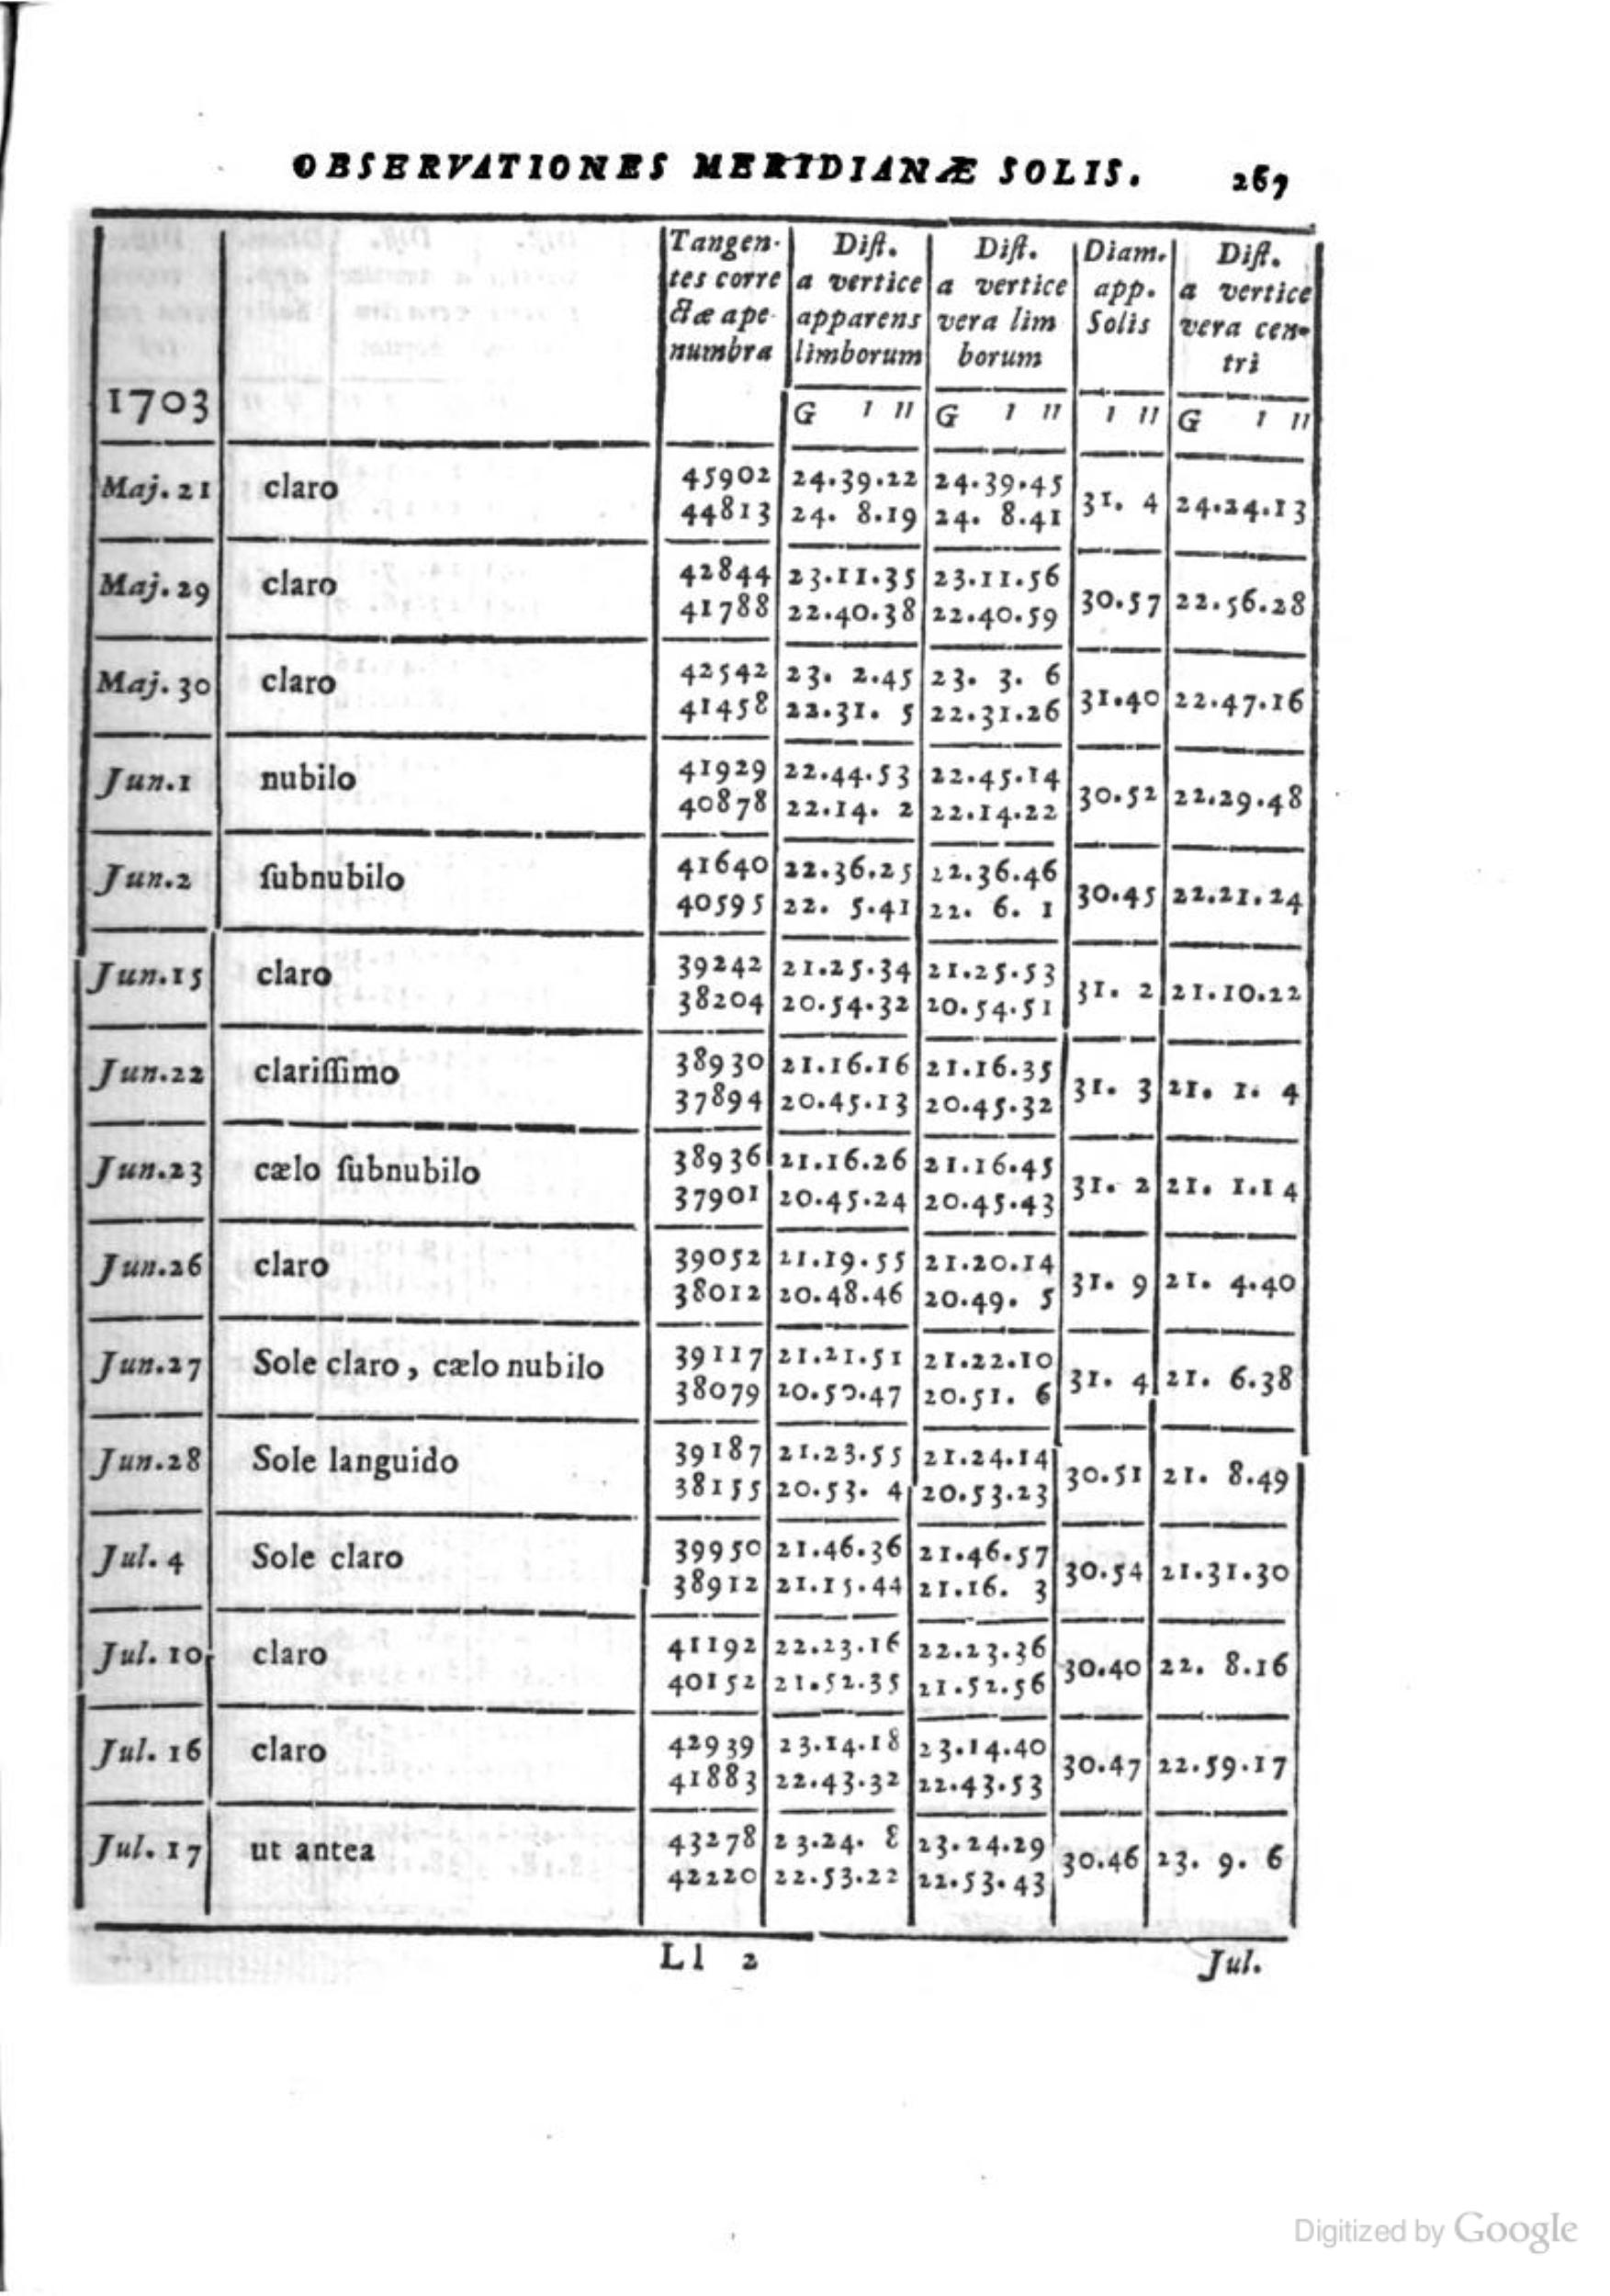 OBSERVATIONES MERIDIANÆ SOLIS. 267
1703
Tangen-
tes corre
ctæ a pe-
numbra
Dist.
a vertice
apparens
limborum
Dist.
a vertice
vera lim
borum
Diam.
app.
Solis
Dist.
a vertice
vera cen-
tri
G I II G I II I II G I II
Maj. 21 claro 45902 24.39.22 24.39.45 31. 4 24.24.13
44813 24. 8.19 24. 8.41
Maj. 29 claro 42844 23.11.35 23.11.56 30.57 22.56.28
41788 22.40.38 22.40.59
Maj. 30 claro 42542 23. 2.45 23. 3. 6 31.40 22.47.16
41458 22.31. 5 22.31.26
Jun.1 nubilo 41929 22.44.53 22.45.14 30.52 22.29.48
40878 22.14. 2 22.14.22
Jun.2 ſubnubilo 41640 22.36.25 22.36.46 30.45 22.21.24
40595 22. 5.41 22. 6. 1
Jun.15 claro 39242 21.25.34 21.25.53 31. 2 21.10.22
38204 20.54.32 20.54.51
Jun.22 clariſſimo 38930 21.16.16 21.16.35 31. 3 21. 1. 4
37894 20.45.13 20.45.32
Jun.23 cælo ſubnubilo 38936 21.16.26 21.16.45 31. 2 21. 1.14
37901 20.45.24 20.45.43
Jun.26 claro 39052 21.19.55 21.20.14 31. 9 21. 4.40
38012 20.48.46 20.49. 5
Jun.27 Sole claro, cælo nubilo 39117 21.21.51 21.22.10 31. 4 21. 6.38
38079 20.50.47 20.51. 6
Jun.28 Sole languido 39187 21.23.55 21.24.14 30.51 21. 8.49
38155 20.53. 4 20.53.23
Jul. 4 Sole claro 39950 21.46.36 21.46.57 30.54 21.31.30
38912 21.15.44 21.16. 3
Jul. 10 claro 41192 22.23.16 22.23.36 30.40 22. 8.16
40152 21.52.35 21.52.56
Jul. 16 claro 42939 23.14.18 23.14.40 30.47 22.59.17
41883 22.43.32 22.43.53
Jul. 17 ut antea 43278 23.24. 8 23.24.29 30.46 23. 9. 6
42220 22.53.22 22.53.43
Ll 2 Jul.
Digitized by Google